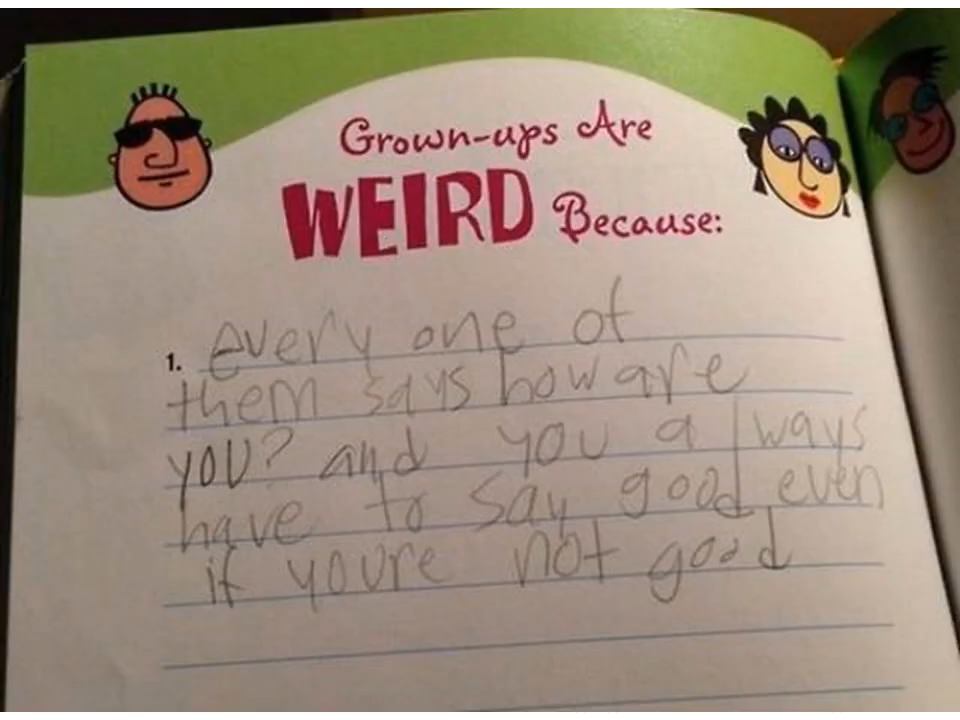 Grown-ups Are
WEIRD Because:
1. every one of
them says how are
you? and you always
have to say good even
if youre not good